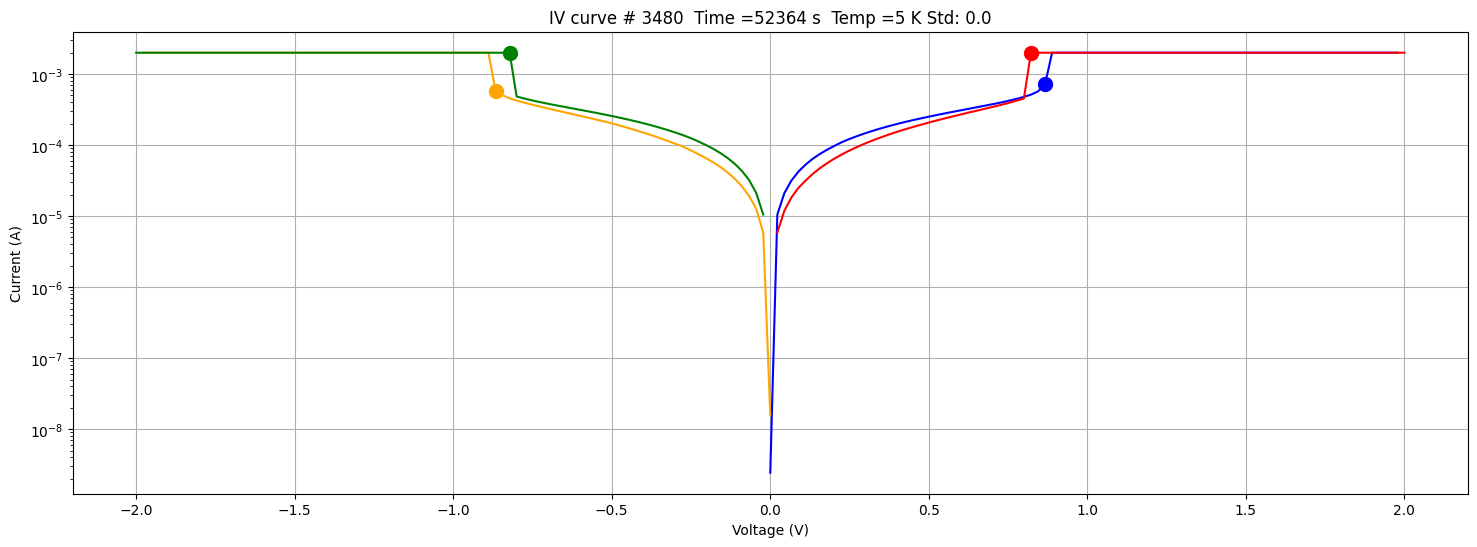 IV curve # 3480  Time =52364 s  Temp =5 K Std: 0.0
Current (A)
10⁻³
10⁻⁴
10⁻⁵
10⁻⁶
10⁻⁷
10⁻⁸
−2.0 −1.5 −1.0 −0.5 0.0 0.5 1.0 1.5 2.0
Voltage (V)